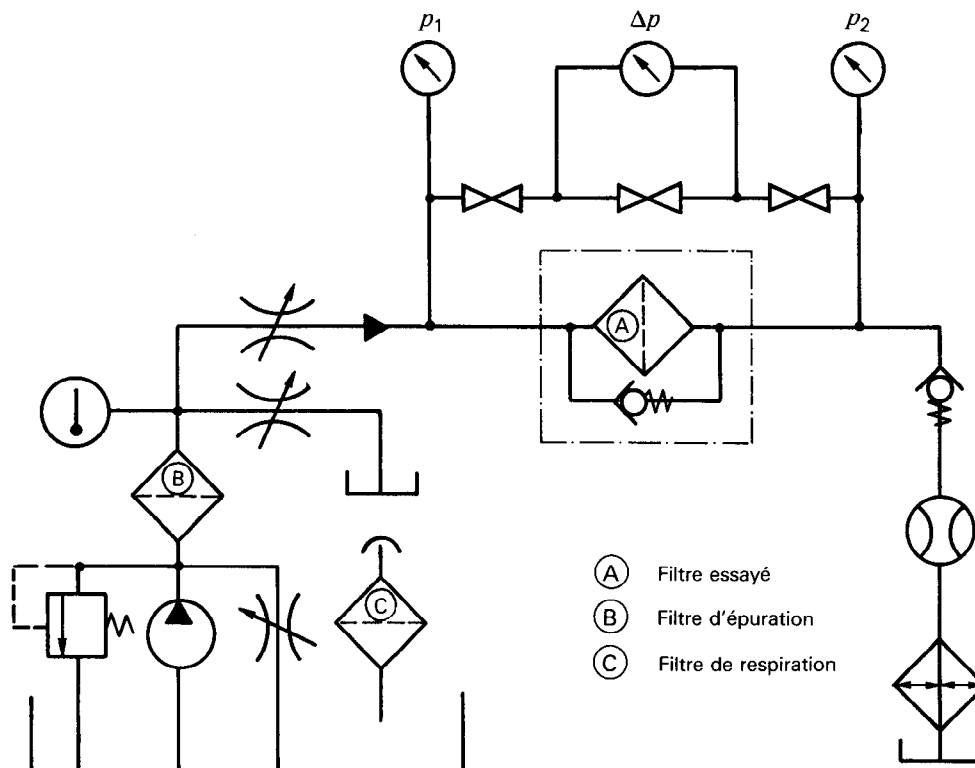 p1
Δp
p2
A
B
C
A Filtre essayé
B Filtre d'épuration
C Filtre de respiration